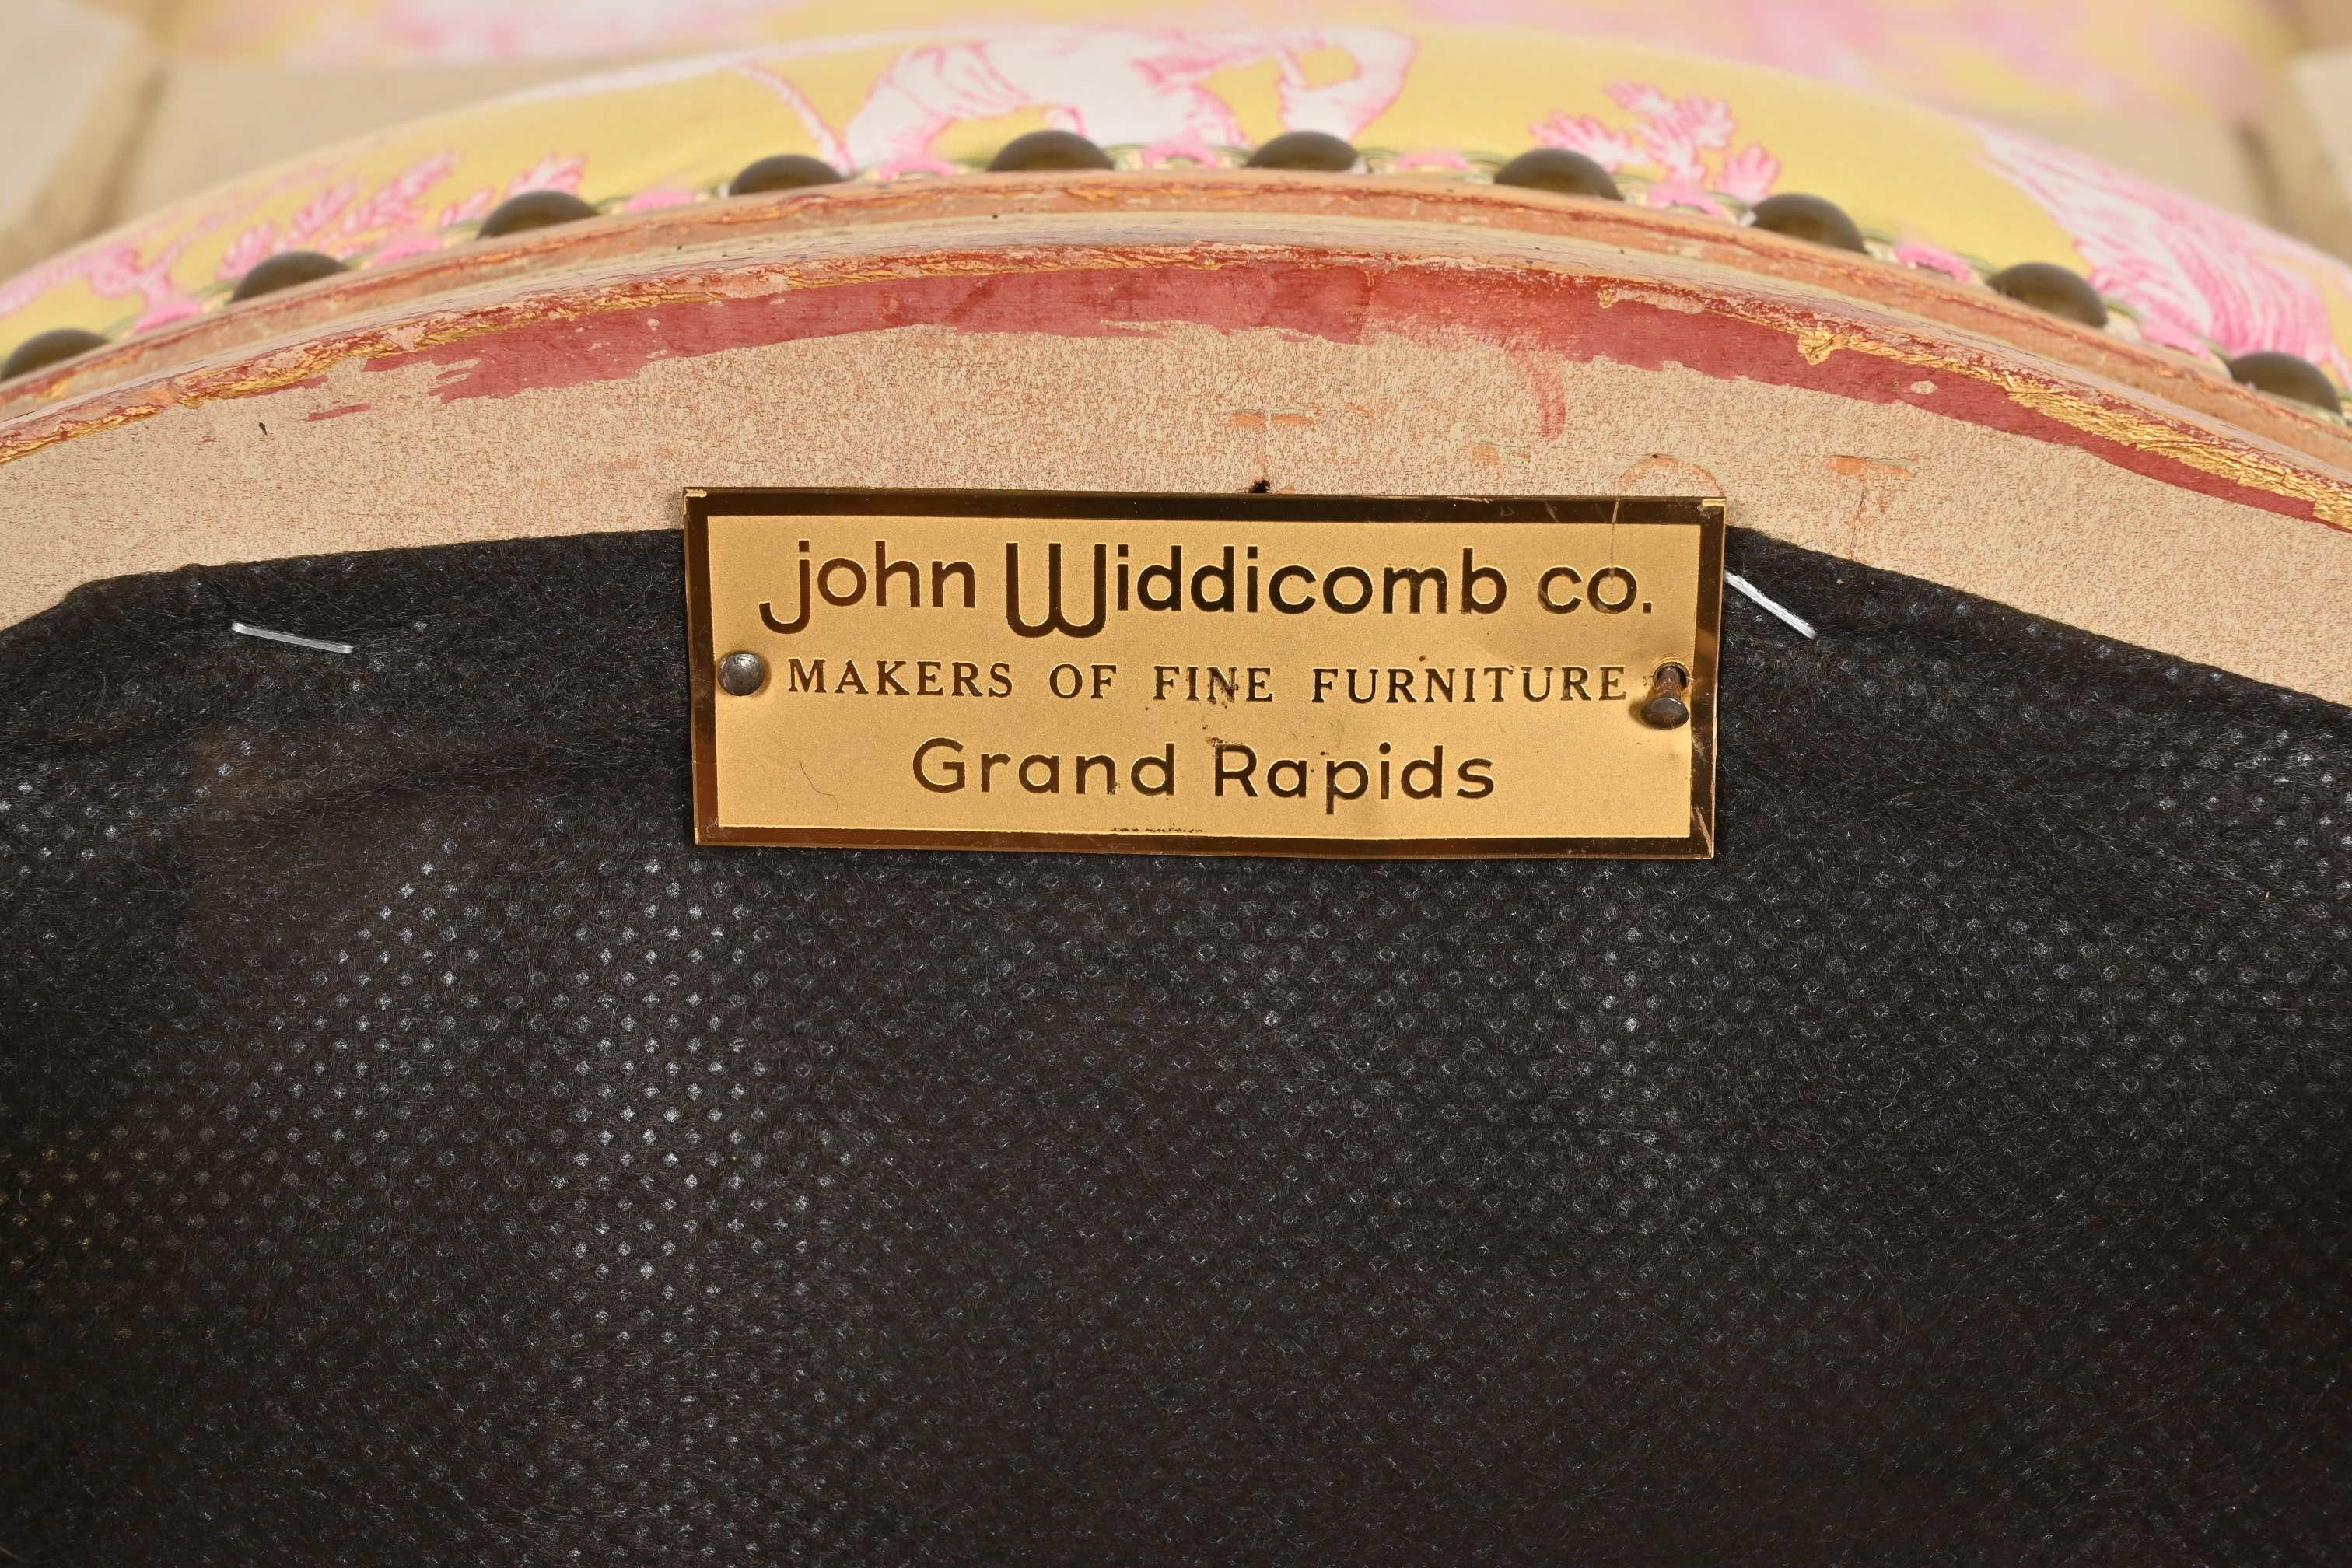 john Widdicomb co.
MAKERS OF FINE FURNITURE
Grand Rapids